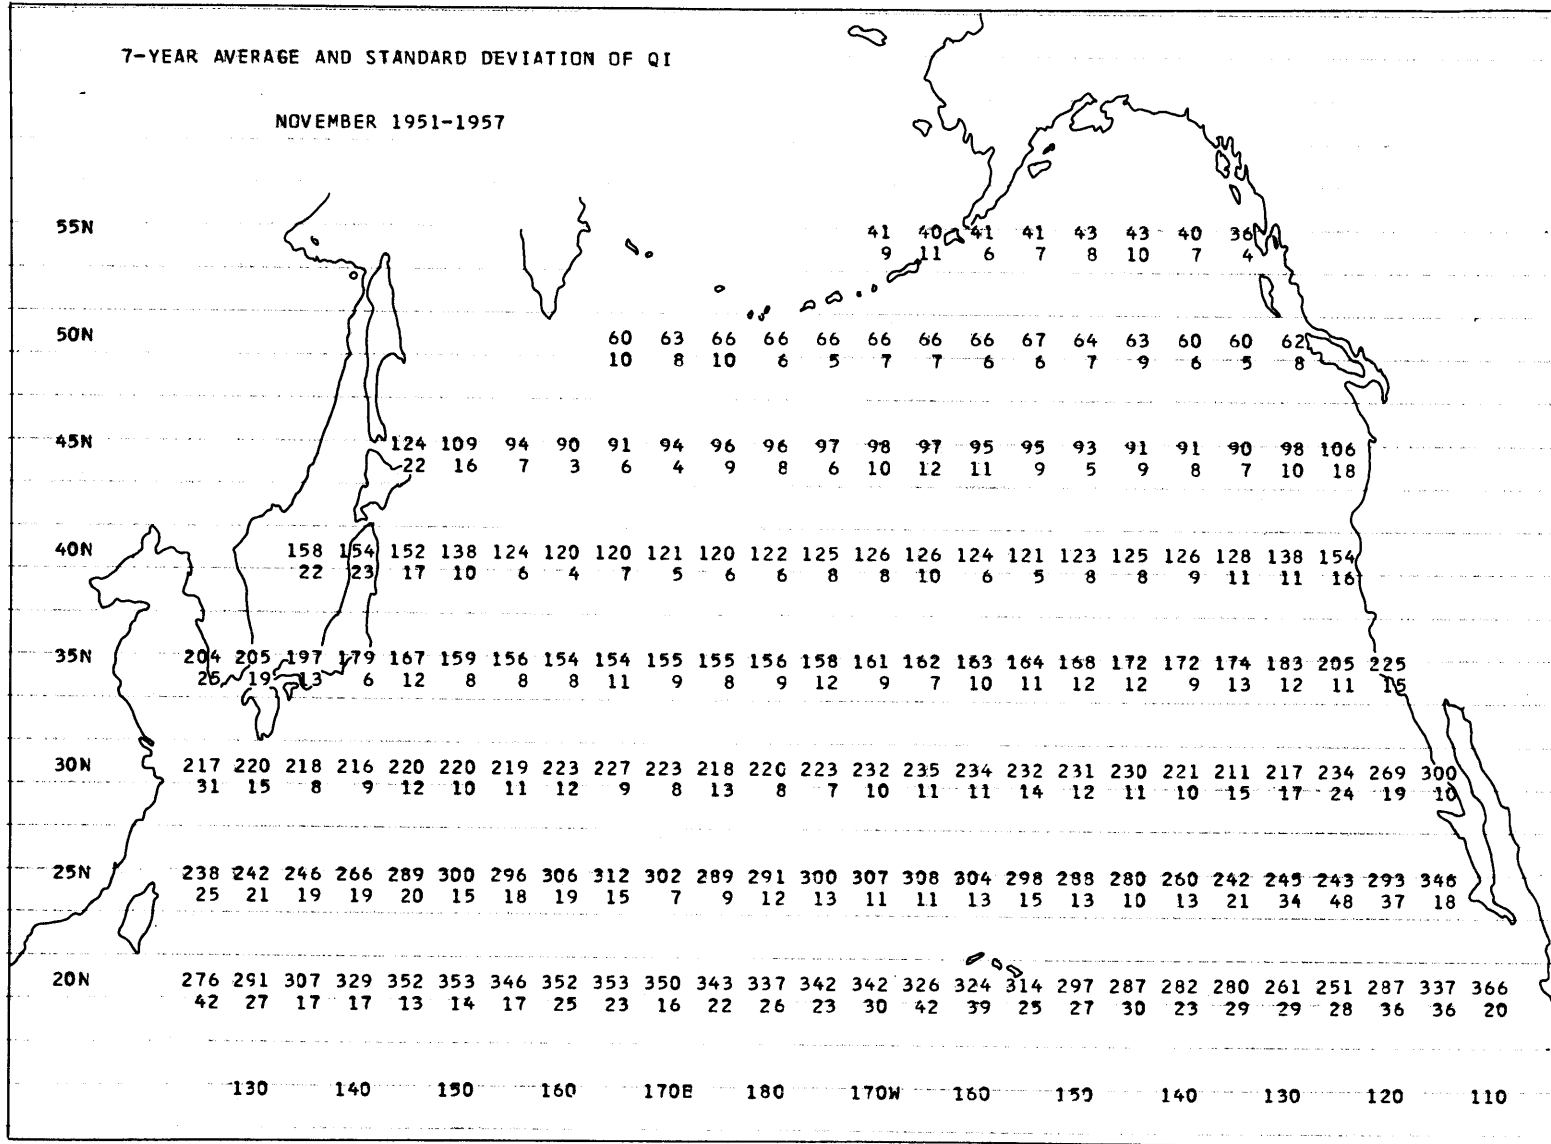 7-YEAR AVERAGE AND STANDARD DEVIATION OF QI
NOVEMBER 1951-1957
55N 41 40 41 41 43 43 40 36
9 11 6 7 8 10 7 4
50N 60 63 66 66 66 66 66 66 67 64 63 60 60 62
10 8 10 6 5 7 7 6 6 7 9 6 5 8
45N 124 109 94 90 91 94 96 96 97 98 97 95 95 93 91 91 90 98 106
22 16 7 3 6 4 9 8 6 10 12 11 9 5 9 8 7 10 18
40N 158 154 152 138 124 120 120 121 120 122 125 126 126 124 121 123 125 126 128 138 154
22 23 17 10 6 4 7 5 6 6 8 8 10 6 5 8 8 9 11 11 16
35N 204 205 197 179 167 159 156 154 154 155 155 156 158 161 162 163 164 168 172 172 174 183 205 225
25 19 13 6 12 8 8 8 11 9 8 9 12 9 7 10 11 12 12 9 13 12 11 15
30N 217 220 218 216 220 220 219 223 227 223 218 220 223 232 235 234 232 231 230 221 211 217 234 269 300
31 15 8 9 12 10 11 12 9 8 13 8 7 10 11 11 14 12 11 10 15 17 24 19 10
25N 238 242 246 266 289 300 296 306 312 302 289 291 300 307 308 304 298 288 280 260 242 245 243 293 346
25 21 19 19 20 15 18 19 15 7 9 12 13 11 11 13 15 13 10 13 21 34 48 37 18
20N 276 291 307 329 352 353 346 352 353 350 343 337 342 342 326 324 314 297 287 282 280 261 251 287 337 366
42 27 17 17 13 14 17 25 23 16 22 26 23 30 42 39 25 27 30 23 29 29 28 36 36 20
130 140 150 160 170E 180 170W 160 150 140 130 120 110